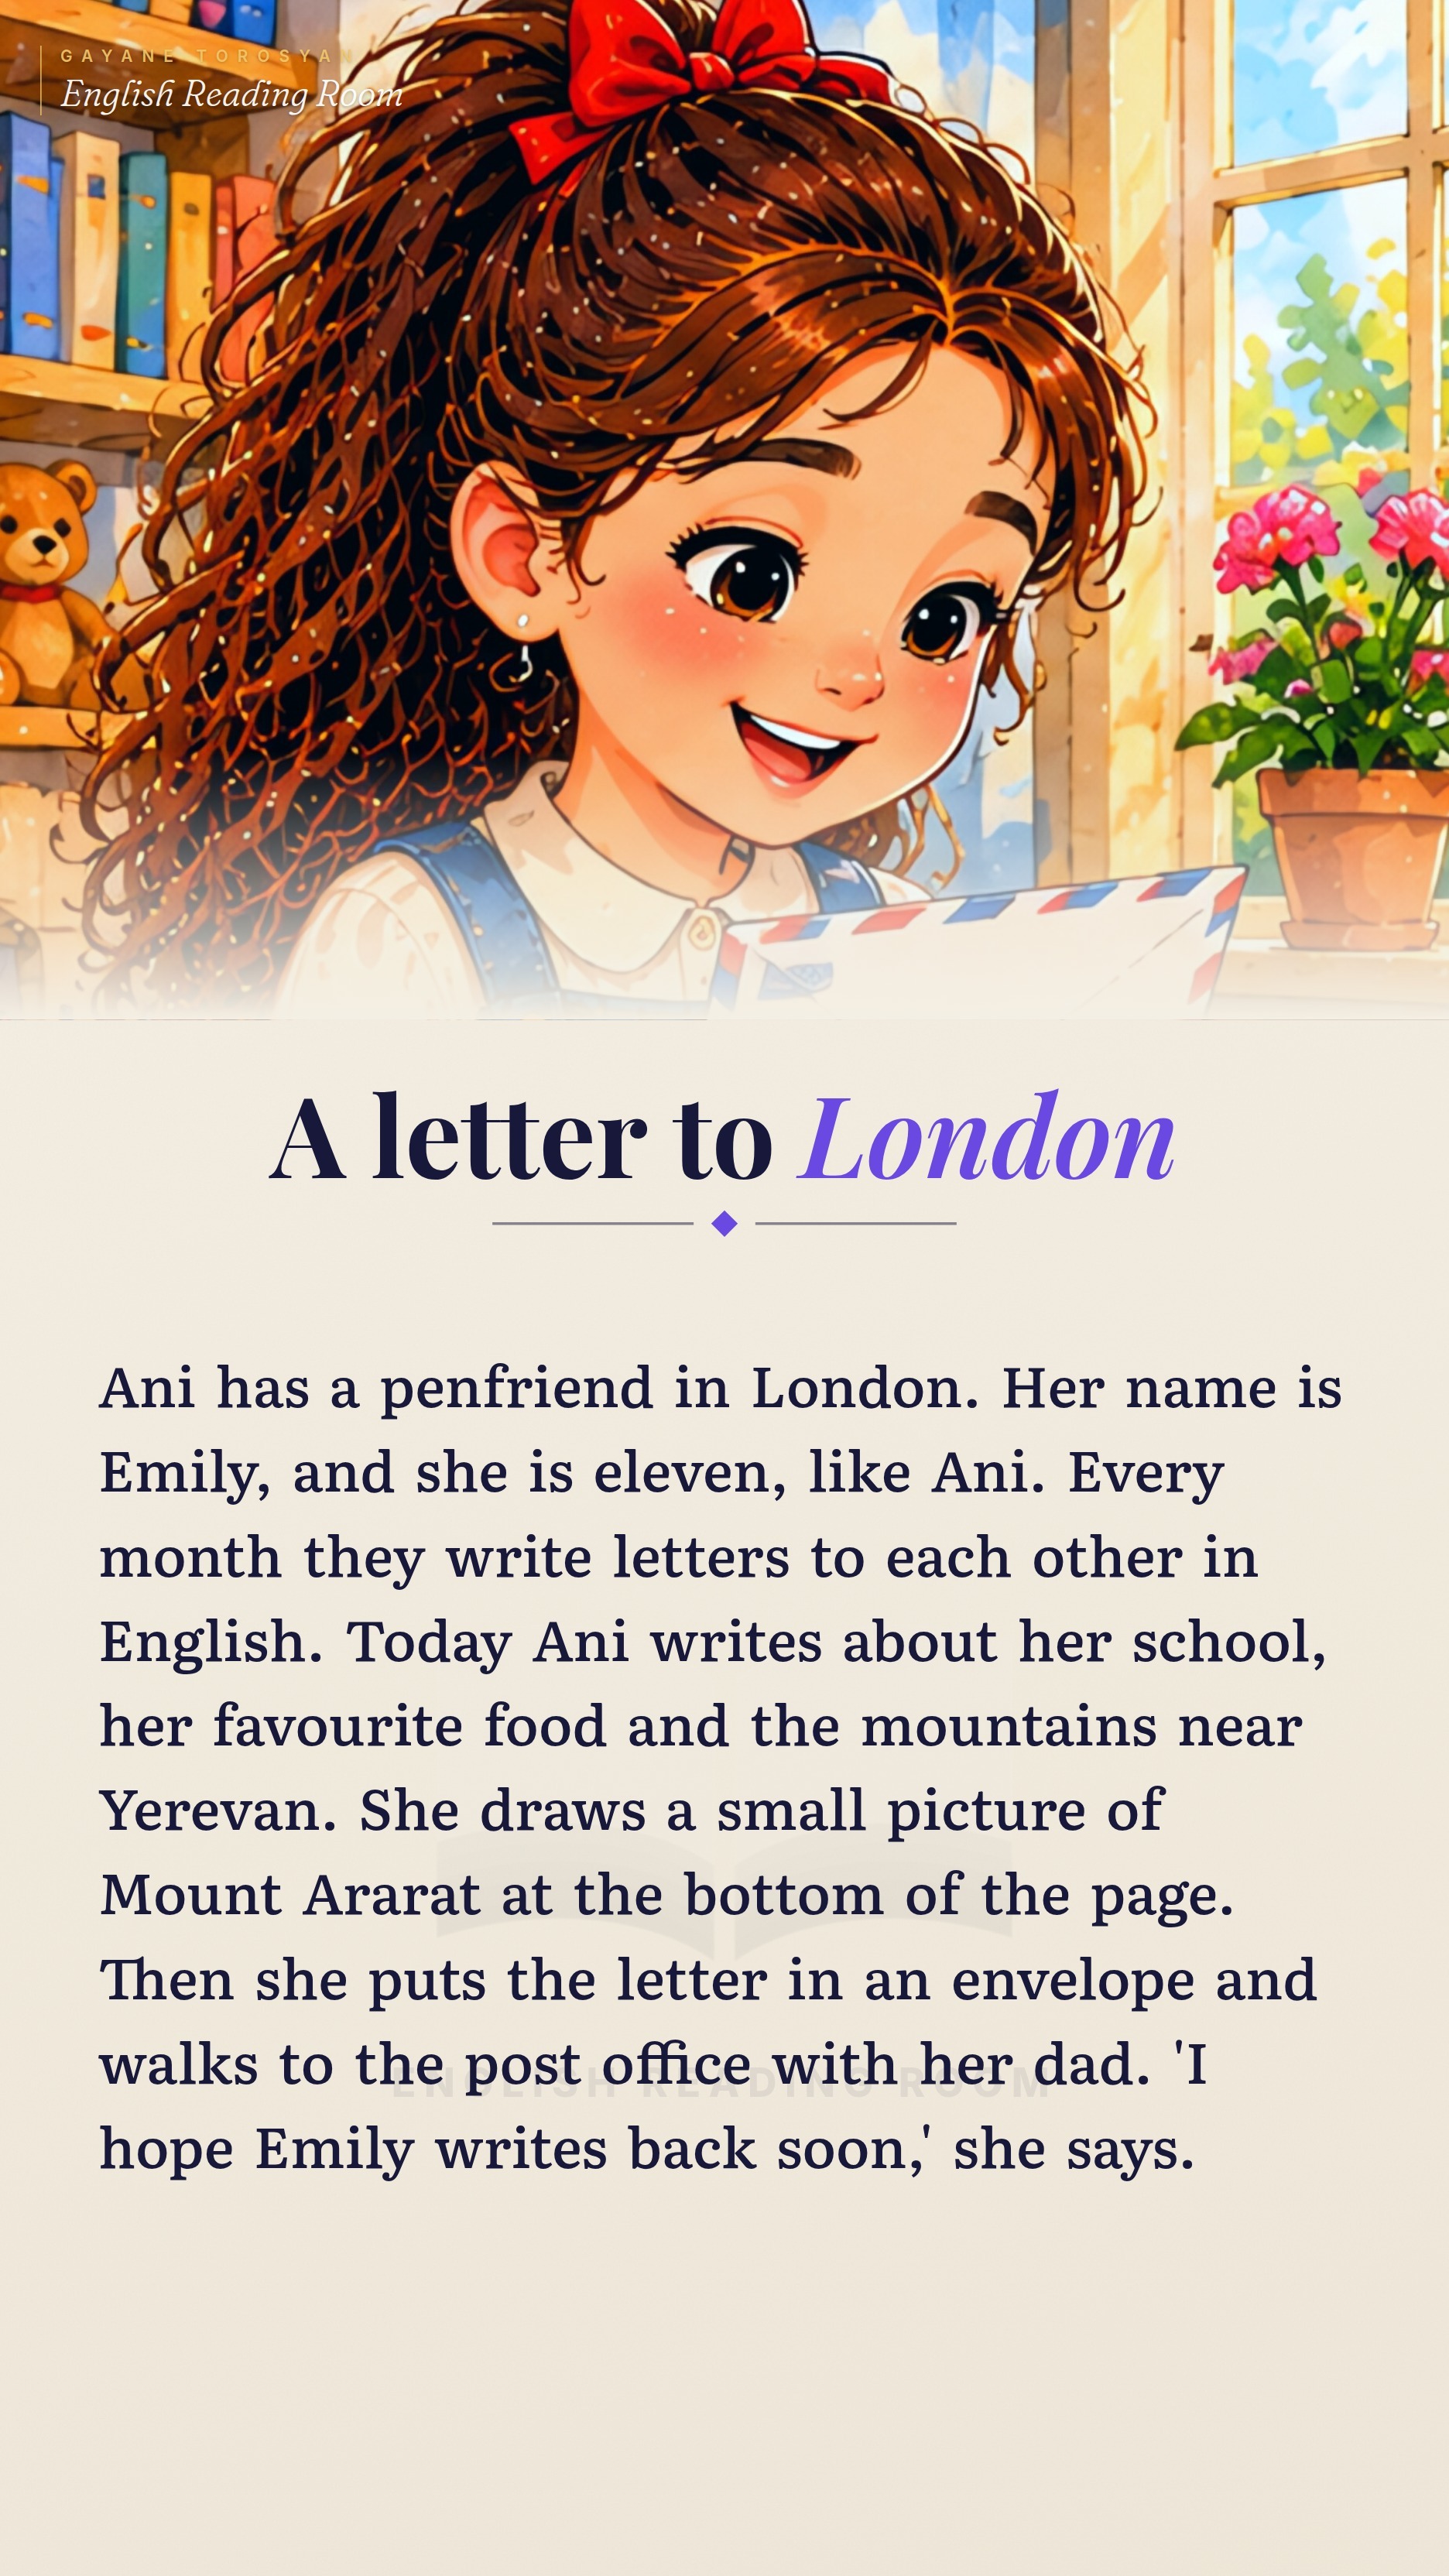 GAYANE TOROSYAN
English Reading Room
A letter to London
Ani has a penfriend in London. Her name is
Emily, and she is eleven, like Ani. Every
month they write letters to each other in
English. Today Ani writes about her school,
her favourite food and the mountains near
Yerevan. She draws a small picture of
Mount Ararat at the bottom of the page.
Then she puts the letter in an envelope and
walks to the post office with her dad. 'I
hope Emily writes back soon,' she says.
ENGLISH READING ROOM